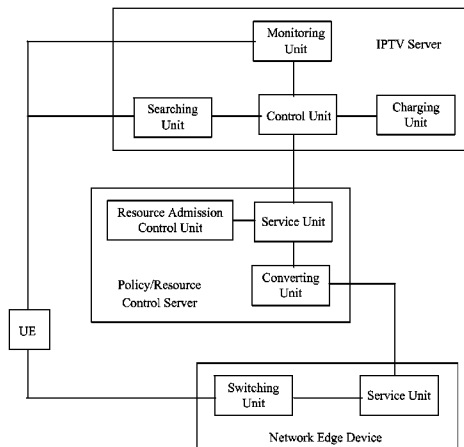 Monitoring
Unit
IPTV Server
Searching
Unit
Control Unit
Charging
Unit
Resource Admission
Control Unit
Service Unit
Policy/Resource
Control Server
Converting
Unit
UE
Switching
Unit
Service Unit
Network Edge Device